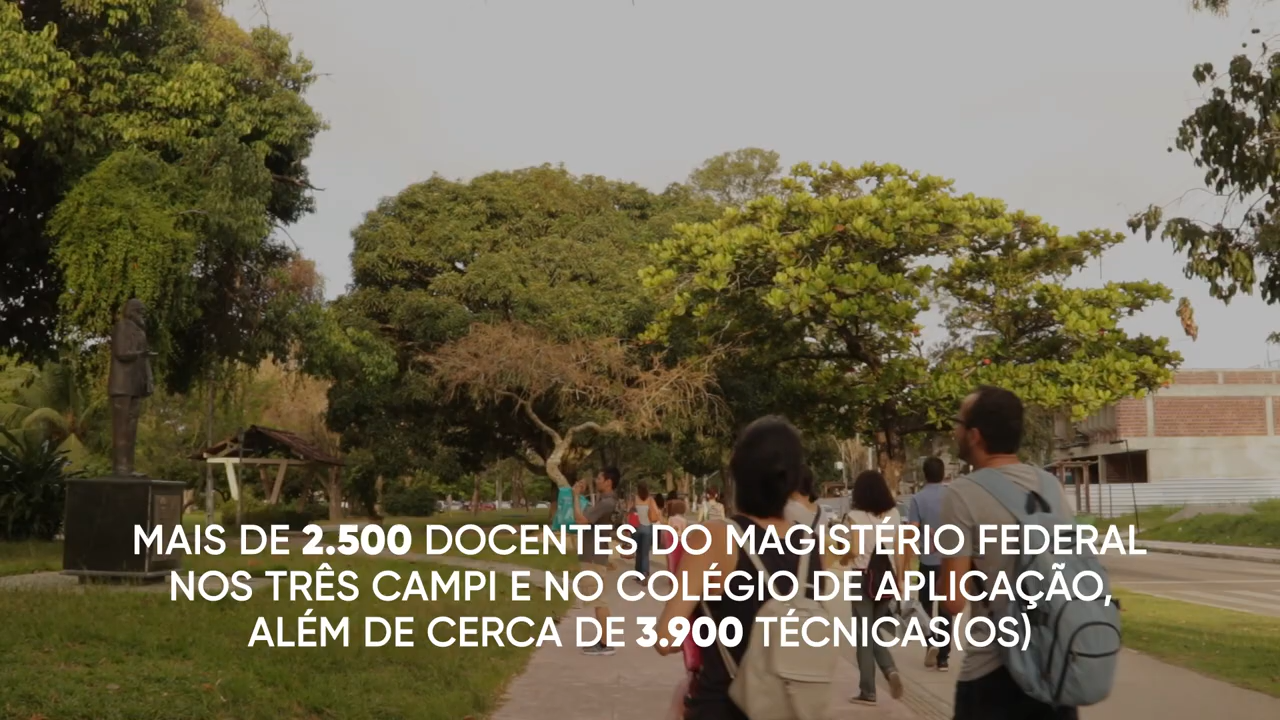 MAIS DE 2.500 DOCENTES DO MAGISTÉRIO FEDERAL
NOS TRÊS CAMPI E NO COLÉGIO DE APLICAÇÃO,
ALÉM DE CERCA DE 3.900 TÉCNICAS(OS)